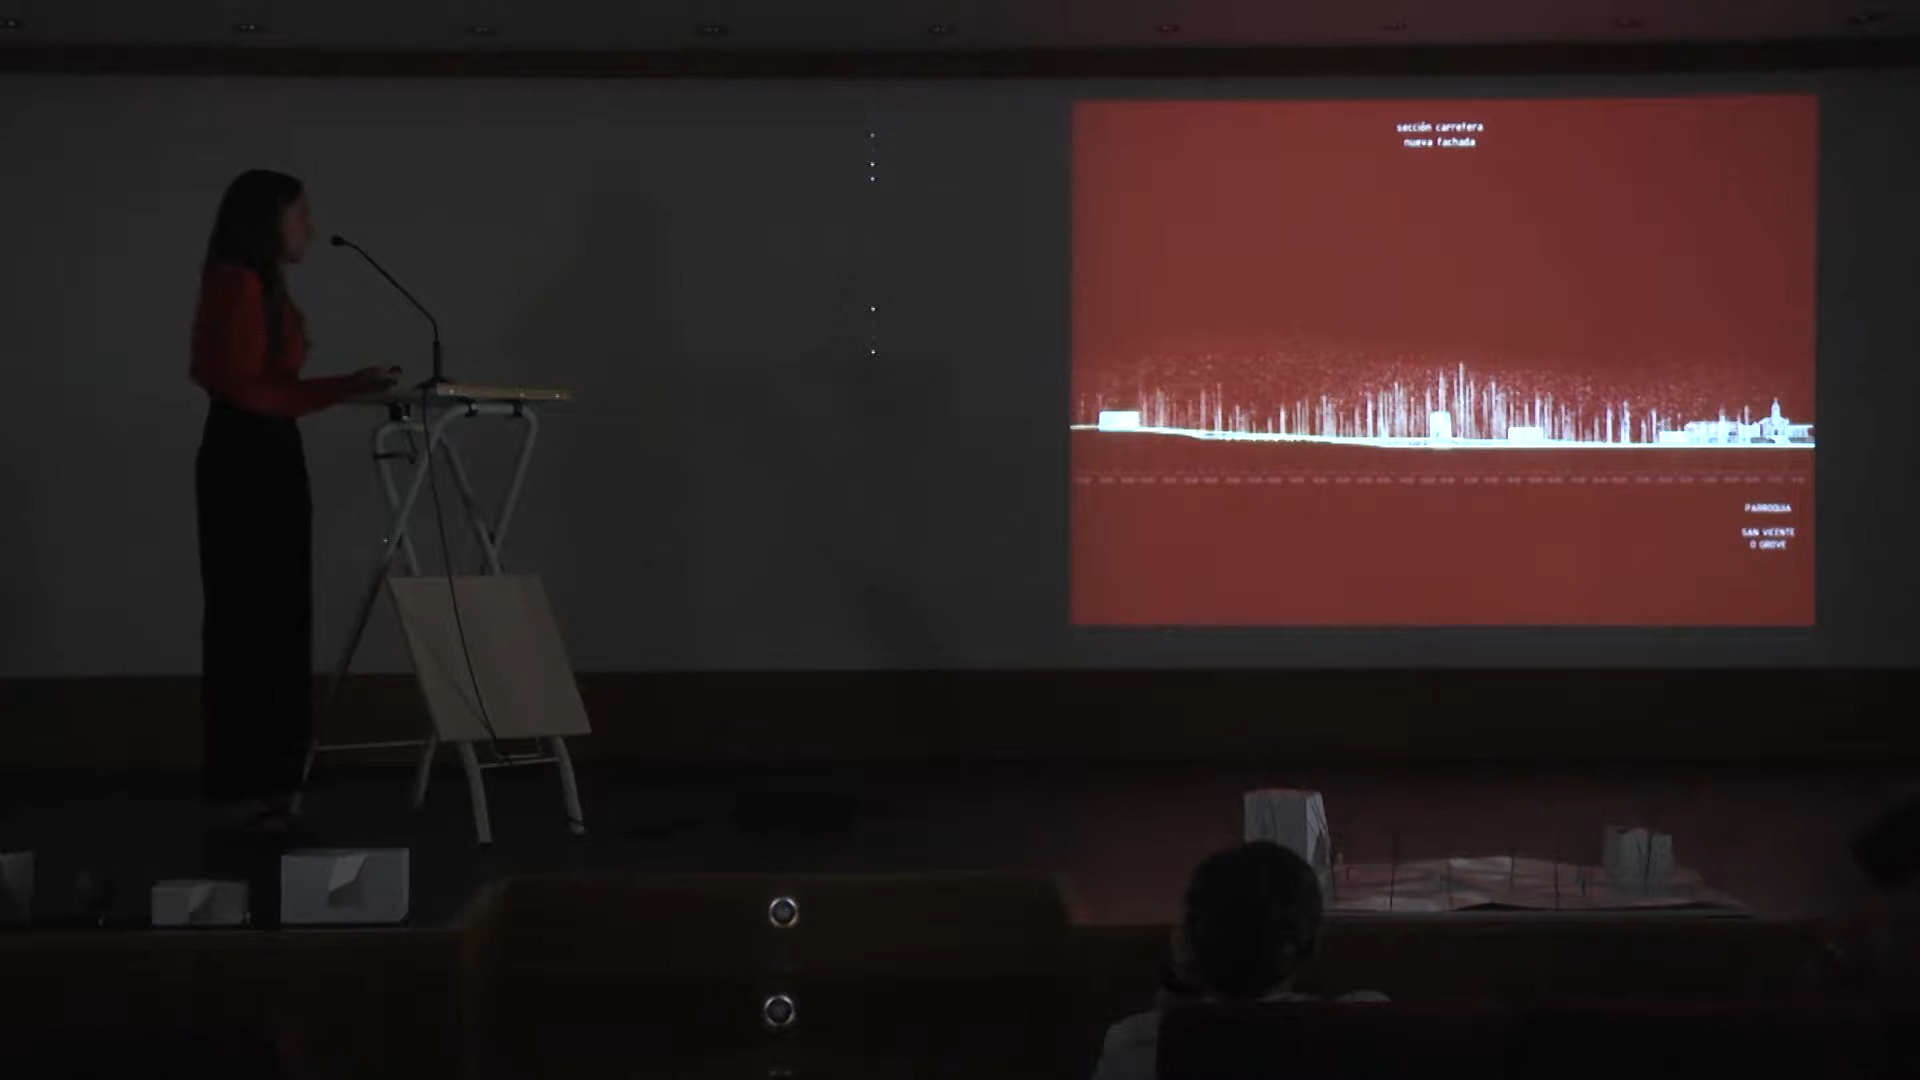 sección carretera
nueva fachada
PARROQUIA
SAN VICENTE
O GROVE